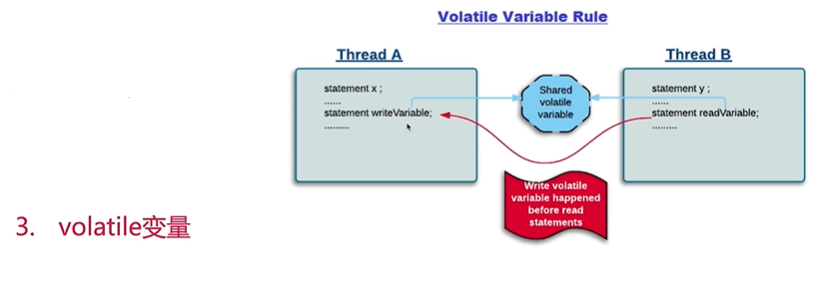 Volatile Variable Rule
Thread A
statement x ;
......
statement writeVariable;
.........
Shared
volatile
variable
Thread B
statement y ;
......
statement readVariable;
.........
Write volatile
variable happened
before read
statements
3. volatile变量